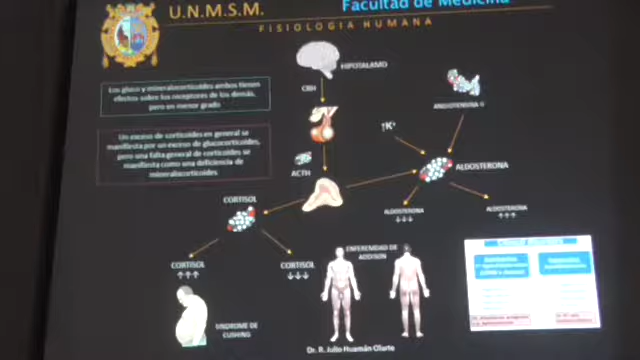 U.N.M.S.M.
Facultad de Medicina
FISIOLOGIA HUMANA
HIPOTALAMO
Los gluco y mineralocorticoides ambos tienen
efectos sobre los receptores de los demás,
pero en menor grado
CRH
ANGIOTENSINA II
↑K⁺
Un exceso de corticoides en general se
manifiesta por un exceso de glucocorticoides,
pero una falta general de corticoides se
manifiesta como una deficiencia de
mineralocorticoides
ACTH
ALDOSTERONA
CORTISOL
ALDOSTERONA
↓↓↓
ALDOSTERONA
↑↑↑
CORTISOL
↑↑↑
CORTISOL
↓↓↓
ENFERMEDAD DE
ADDISON
SINDROME DE
CUSHING
Dr. R. Julio Huamán Olarte